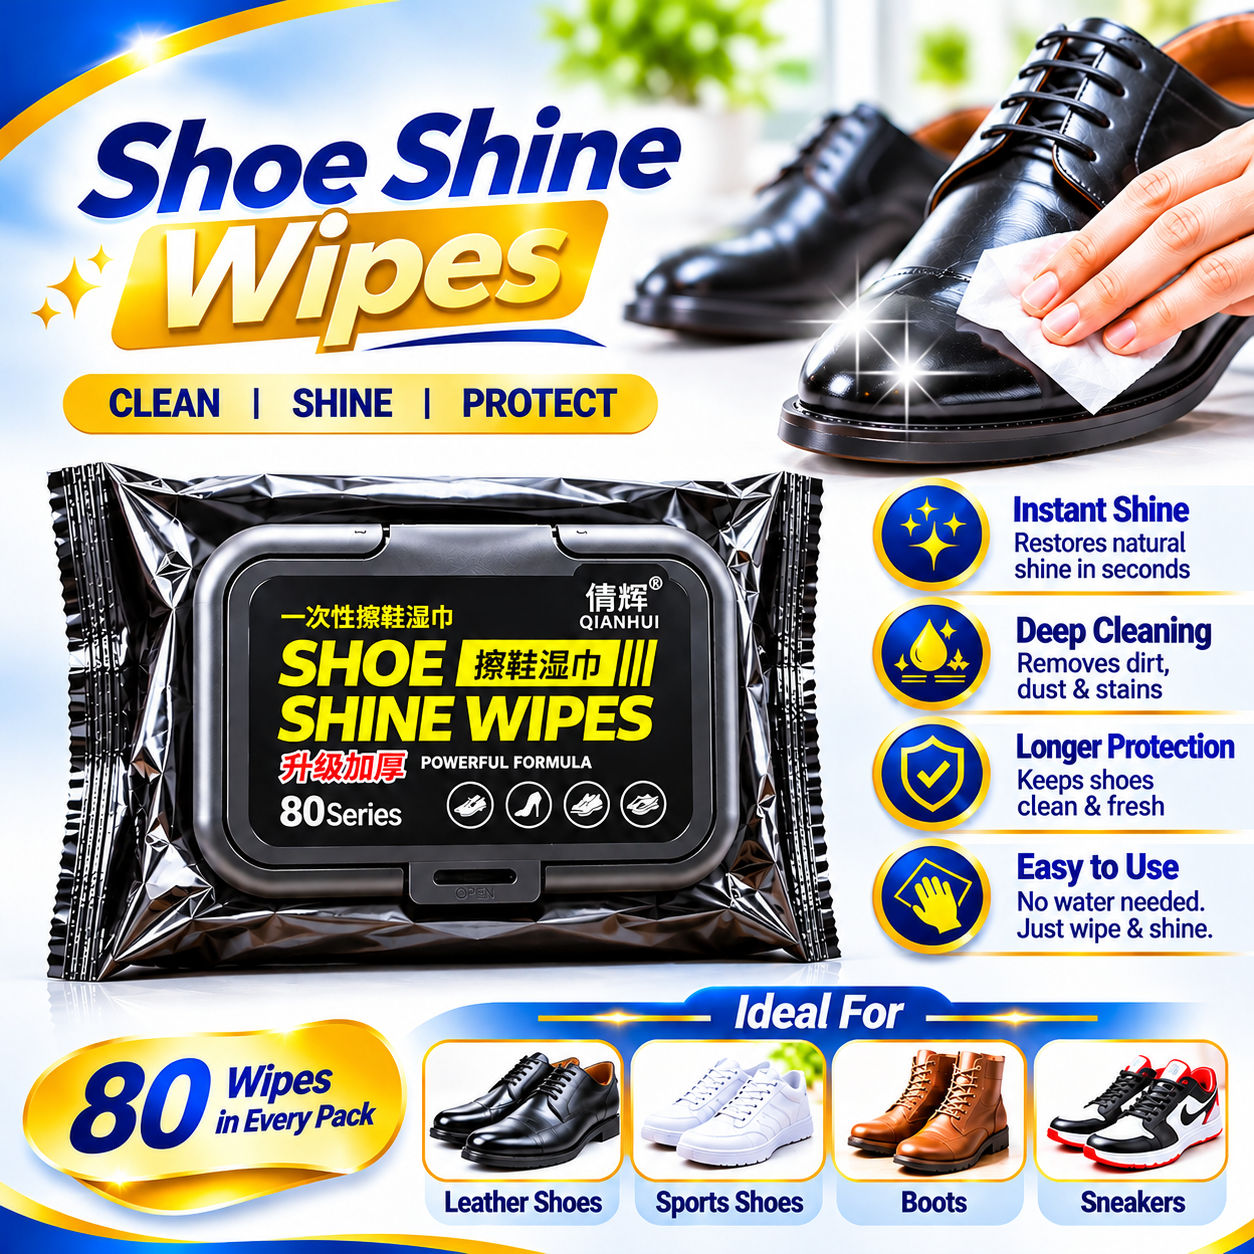 Shoe Shine
Wipes
CLEAN | SHINE | PROTECT
倩辉®
QIANHUI
一次性擦鞋湿巾
SHOE 擦鞋湿巾
SHINE WIPES
升级加厚 POWERFUL FORMULA
80 Series
OPEN
Instant Shine
Restores natural
shine in seconds
Deep Cleaning
Removes dirt,
dust & stains
Longer Protection
Keeps shoes
clean & fresh
Easy to Use
No water needed.
Just wipe & shine.
80 Wipes
in Every Pack
Ideal For
Leather Shoes
Sports Shoes
Boots
Sneakers